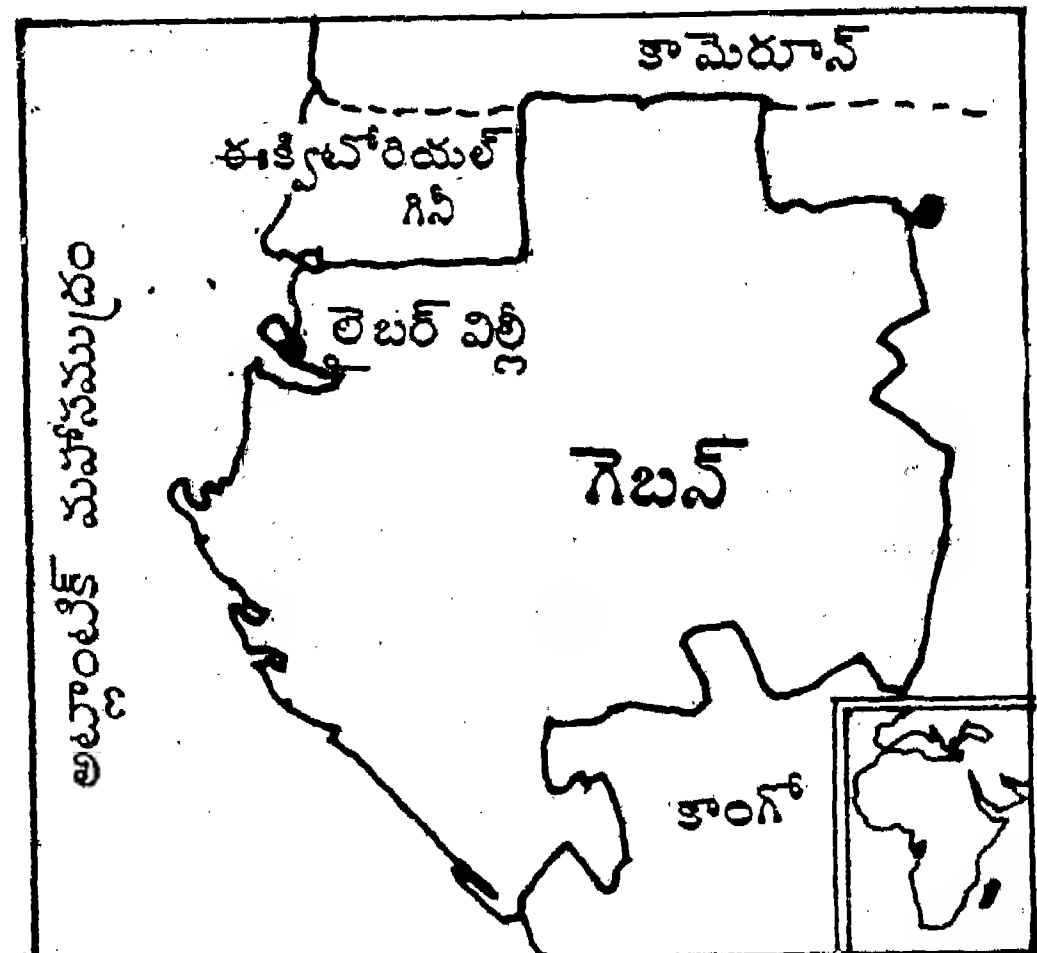 కామెరూన్
ఈక్విటోరియల్
గినీ
లెబర్ విల్లీ
గెబన్
కాంగో
అట్లాంటిక్ మహాసముద్రం